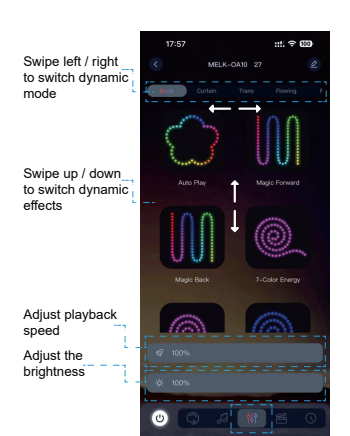 17:57
100
MELK-OA10 27
Swipe left / right
to switch dynamic
mode
Basic Curtain Trans Flowing F
Auto Play Magic Forward
Swipe up / down
to switch dynamic
effects
Magic Back 7-Color Energy
Adjust playback
speed
100%
Adjust the
brightness
100%